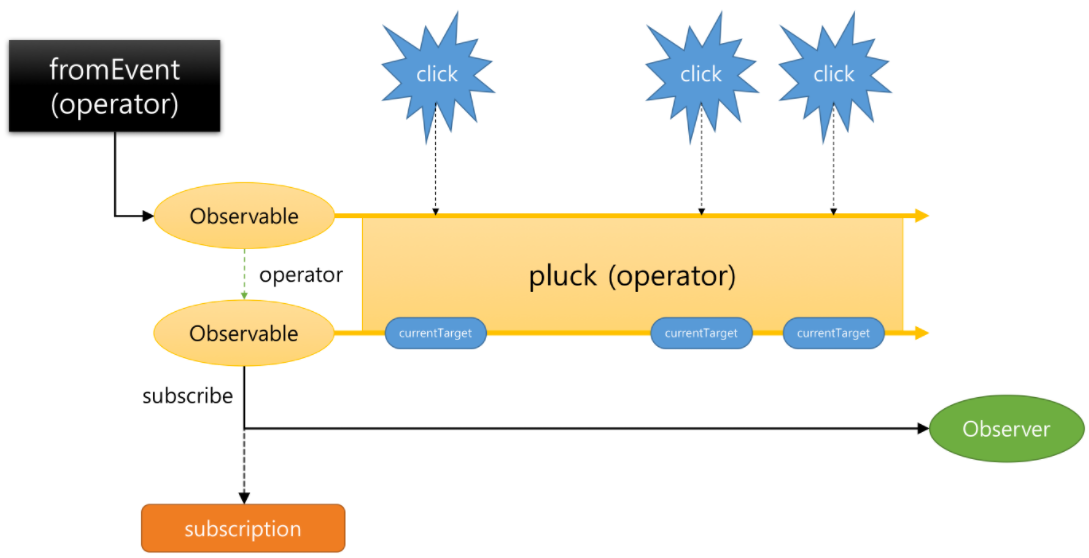 fromEvent
(operator)
click
click
click
Observable
operator
pluck (operator)
Observable
currentTarget
currentTarget
currentTarget
subscribe
Observer
subscription